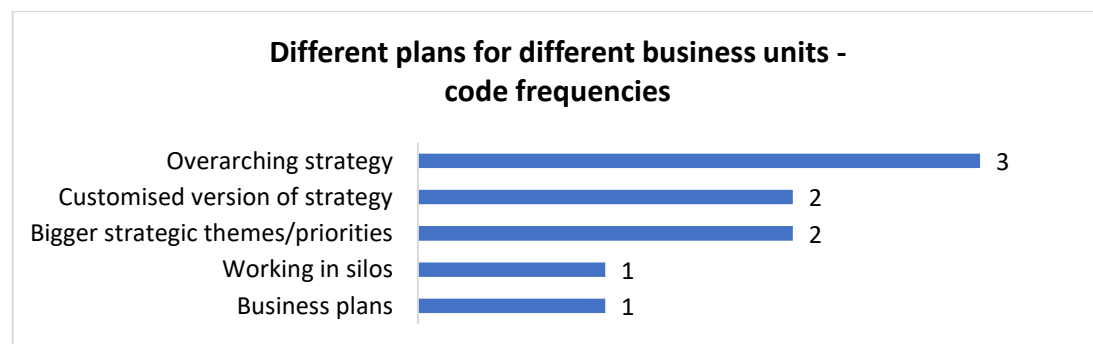 Different plans for different business units -
code frequencies
Overarching strategy 3
Customised version of strategy 2
Bigger strategic themes/priorities 2
Working in silos 1
Business plans 1